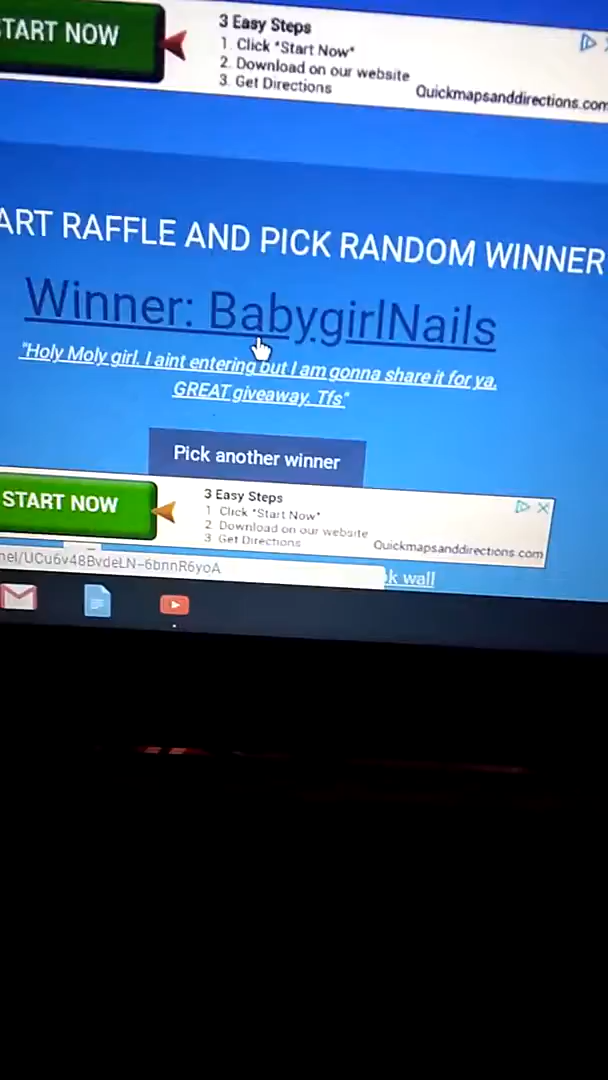 TART NOW
3 Easy Steps
1. Click "Start Now"
2. Download on our website
3. Get Directions
Quickmapsanddirections.com
ART RAFFLE AND PICK RANDOM WINNER
Winner: BabygirlNails
"Holy Moly girl. I aint entering but I am gonna share it for ya.
GREAT giveaway. Tfs"
Pick another winner
START NOW
3 Easy Steps
1 Click "Start Now"
2 Download on our website
3 Get Directions
Quickmapsanddirections.com
nel/UCu6v48BvdeLN-6bnnR6yoA
k wall